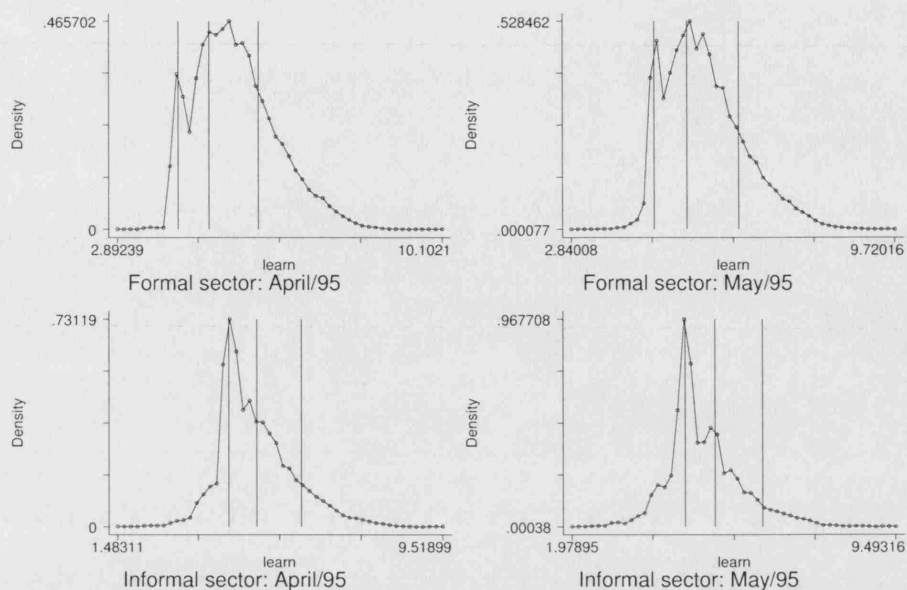 .465702
Density
0
2.89239
10.1021
learn
Formal sector: April/95
.528462
Density
.000077
2.84008
9.72016
learn
Formal sector: May/95
.73119
Density
0
1.48311
9.51899
learn
Informal sector: April/95
.967708
Density
.00038
1.97895
9.49316
learn
Informal sector: May/95